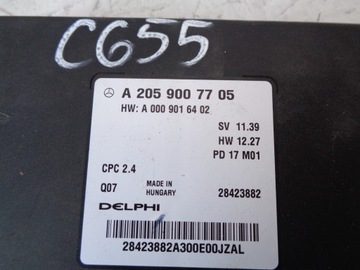 C655
A 205 900 77 05
HW: A 000 901 64 02
SV 11.39
HW 12.27
PD 17 M01
CPC 2.4
Q07 MADE IN HUNGARY 28423882
DELPHI
28423882A300E00JZAL